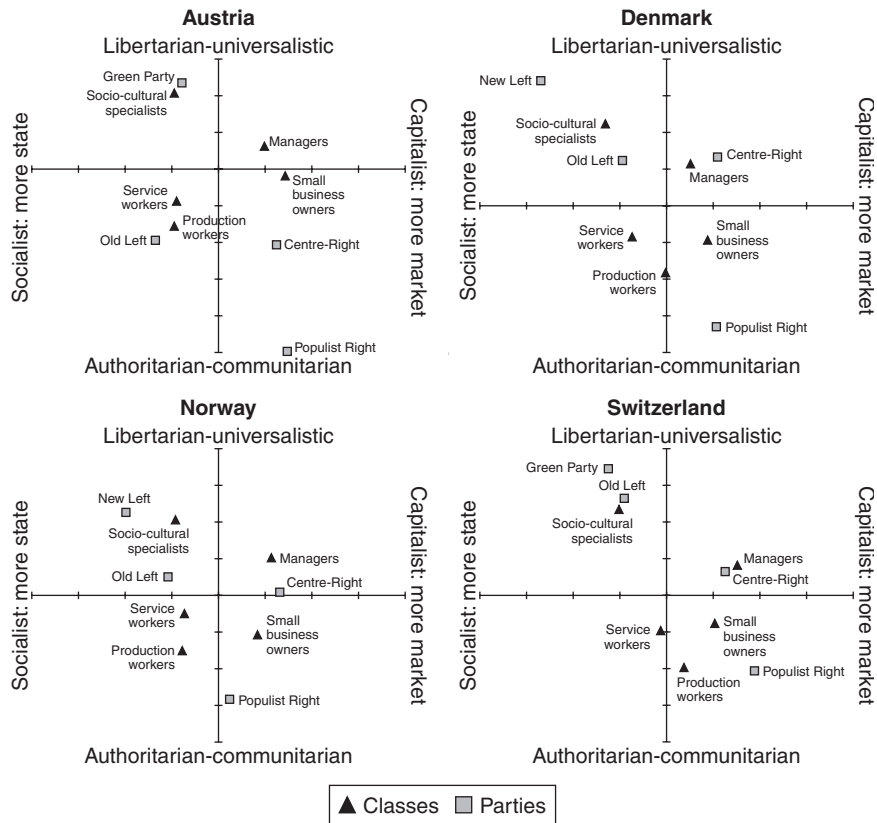 Austria
Libertarian-universalistic
Socialist: more state
Capitalist: more market
Green Party
Socio-cultural
specialists
Managers
Small
business
owners
Service
workers
Production
workers
Old Left
Centre-Right
Populist Right
Authoritarian-communitarian
Denmark
Libertarian-universalistic
Socialist: more state
Capitalist: more market
New Left
Socio-cultural
specialists
Old Left
Centre-Right
Managers
Service
workers
Small
business
owners
Production
workers
Populist Right
Authoritarian-communitarian
Norway
Libertarian-universalistic
Socialist: more state
Capitalist: more market
New Left
Socio-cultural
specialists
Managers
Old Left
Centre-Right
Service
workers
Small
business
owners
Production
workers
Populist Right
Authoritarian-communitarian
Switzerland
Libertarian-universalistic
Socialist: more state
Capitalist: more market
Green Party
Old Left
Socio-cultural
specialists
Managers
Centre-Right
Service
workers
Small
business
owners
Production
workers
Populist Right
Authoritarian-communitarian
Classes
Parties